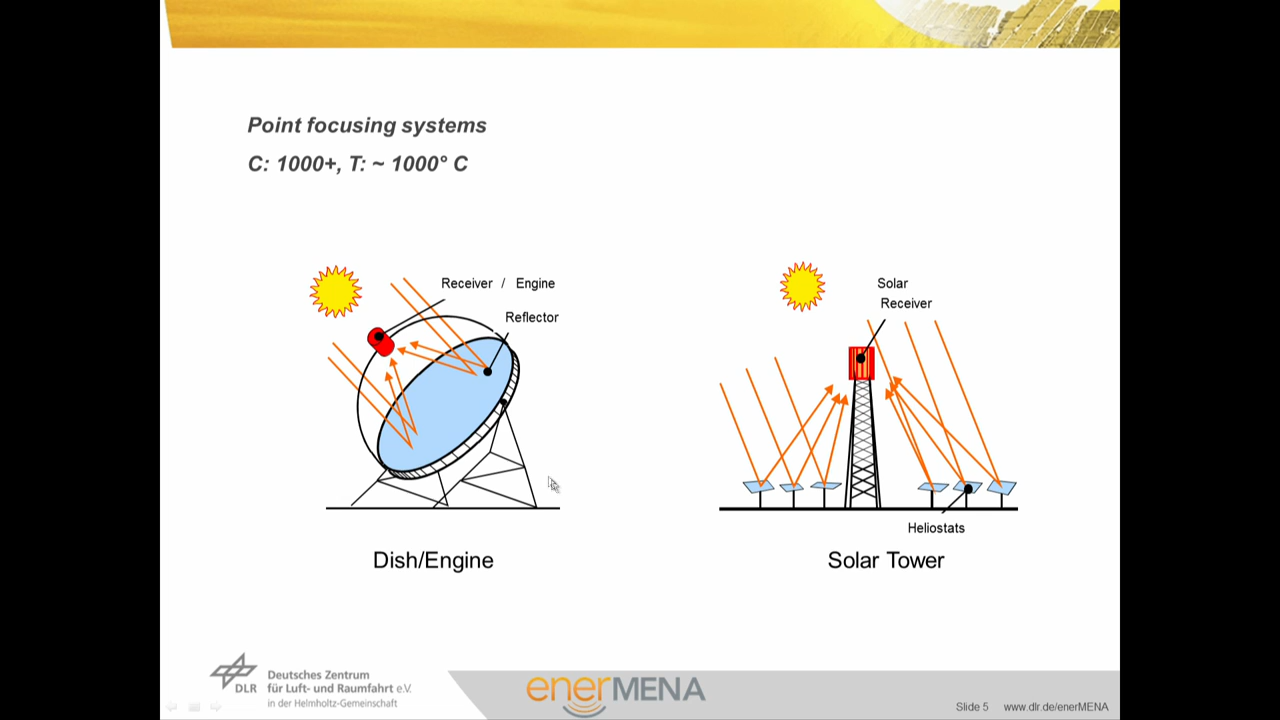 Point focusing systems
C: 1000+, T: ~ 1000° C
Receiver / Engine
Reflector
Dish/Engine
Solar
Receiver
Heliostats
Solar Tower
DLR
Deutsches Zentrum
für Luft- und Raumfahrt e.V.
in der Helmholtz-Gemeinschaft
enerMENA
Slide 5 www.dlr.de/enerMENA